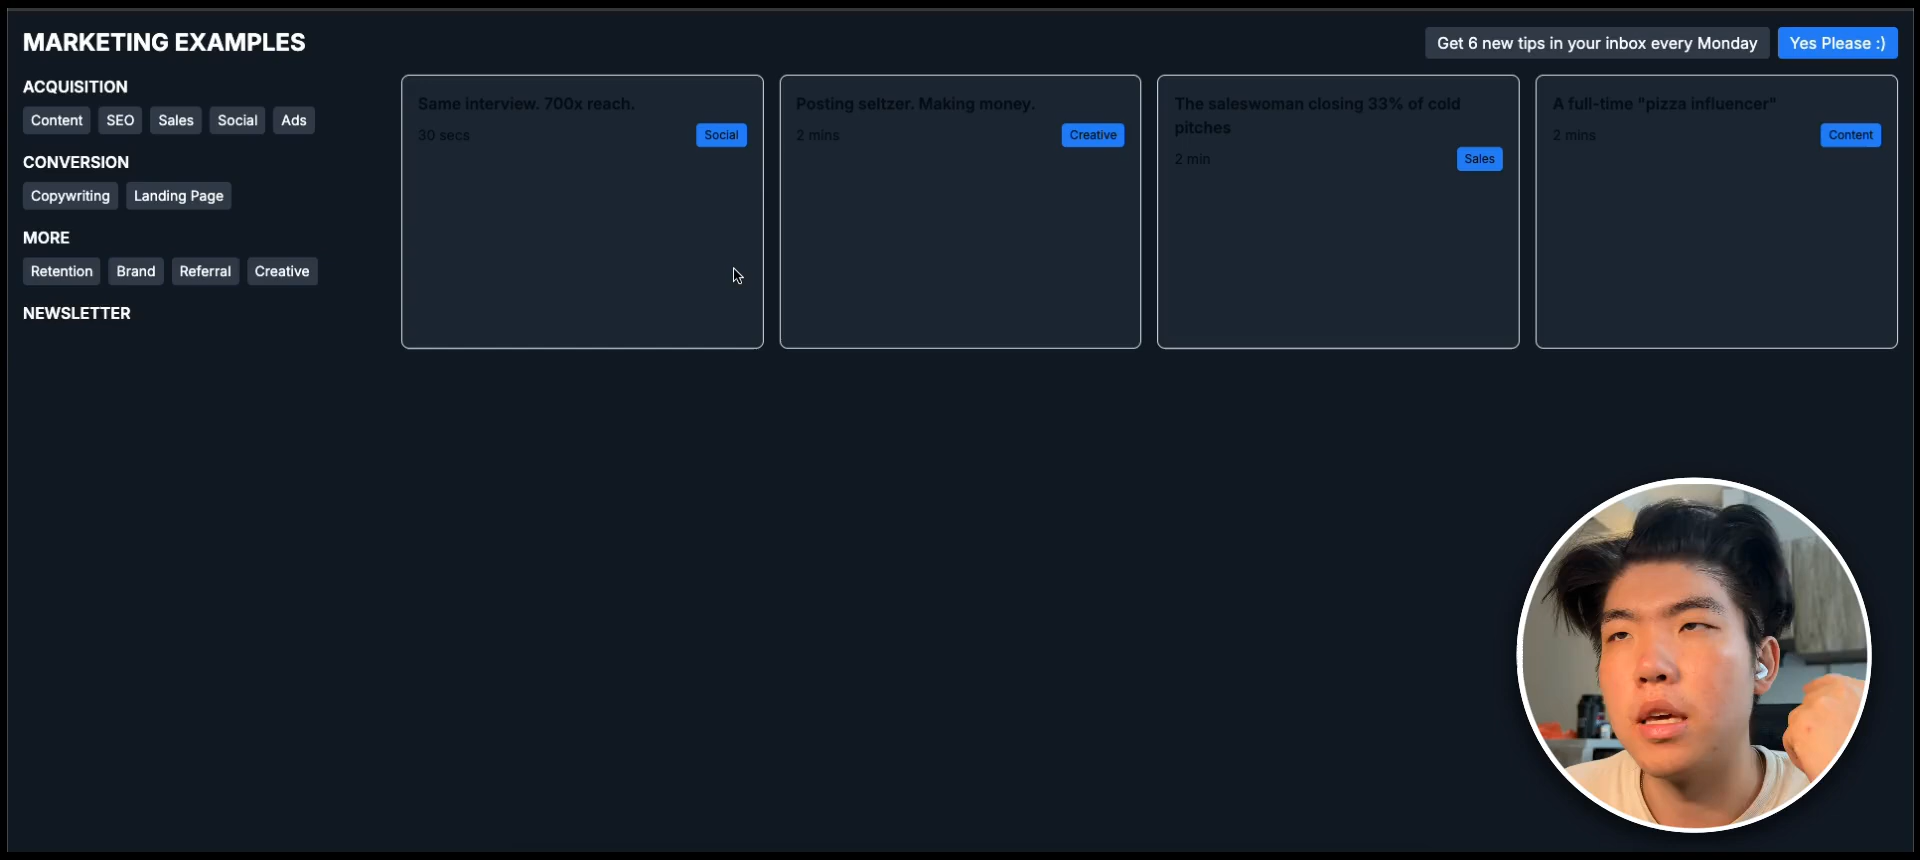 MARKETING EXAMPLES
Get 6 new tips in your inbox every Monday
Yes Please :)
ACQUISITION
Content SEO Sales Social Ads
CONVERSION
Copywriting Landing Page
MORE
Retention Brand Referral Creative
NEWSLETTER
Same interview. 700x reach.
30 secs
Social
Posting seltzer. Making money.
2 mins
Creative
The saleswoman closing 33% of cold
pitches
2 min
Sales
A full-time "pizza influencer"
2 mins
Content